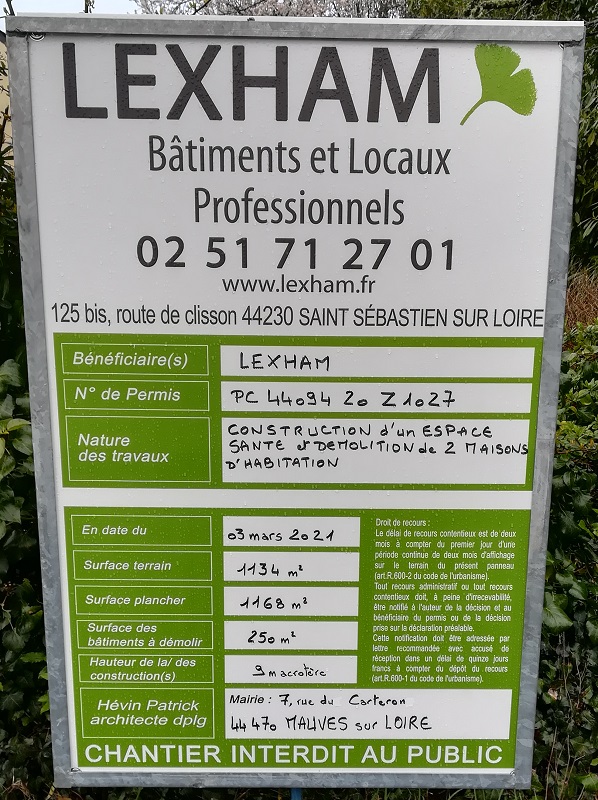 LEXHAM
Bâtiments et Locaux
Professionnels
02 51 71 27 01
www.lexham.fr
125 bis, route de clisson 44230 SAINT SÉBASTIEN SUR LOIRE
Bénéficiaire(s)
LEXHAM
N° de Permis
PC 44094 20 Z1027
Nature
des travaux
CONSTRUCTION d'un ESPACE
SANTE et DEMOLITION de 2 MAISONS
D'HABITATION
En date du
03 mars 2021
Surface terrain
1134 m²
Surface plancher
1168 m²
Surface des
bâtiments à démolir
250 m²
Hauteur de la/ des
construction(s)
9m acrotère
Droit de recours :
Le délai de recours contentieux est de deux
mois à compter du premier jour d'une
période continue de deux mois d'affichage
sur le terrain du présent panneau
(art.R.600-2 du code de l'urbanisme).
Tout recours administratif ou tout recours
contentieux doit, à peine d'irrecevabilité,
être notifié à l'auteur de la décision et au
bénéficiaire du permis ou de la décision
prise sur la déclaration préalable.
Cette notification doit être adressée par
lettre recommandée avec accusé de
réception dans un délai de quinze jours
francs à compter du dépôt du recours
(art.R.600-1 du code de l'urbanisme).
Hévin Patrick
architecte dplg
Mairie : 7, rue du Carteron
44470 MAUVES sur LOIRE
CHANTIER INTERDIT AU PUBLIC